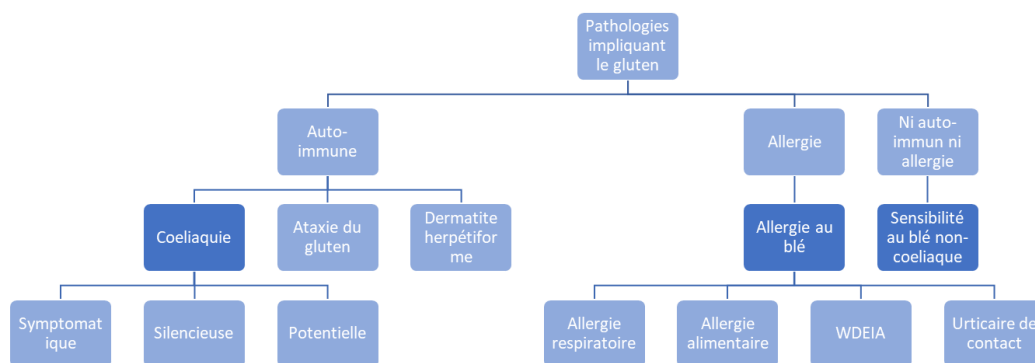 Pathologies
impliquant
le gluten
Auto-
immune
Allergie
Ni auto-
immun ni
allergie
Coeliaquie
Ataxie du
gluten
Dermatite
herpétifor
me
Allergie au
blé
Sensibilité
au blé non-
coeliaque
Symptomat
ique
Silencieuse
Potentielle
Allergie
respiratoire
Allergie
alimentaire
WDEIA
Urticaire de
contact